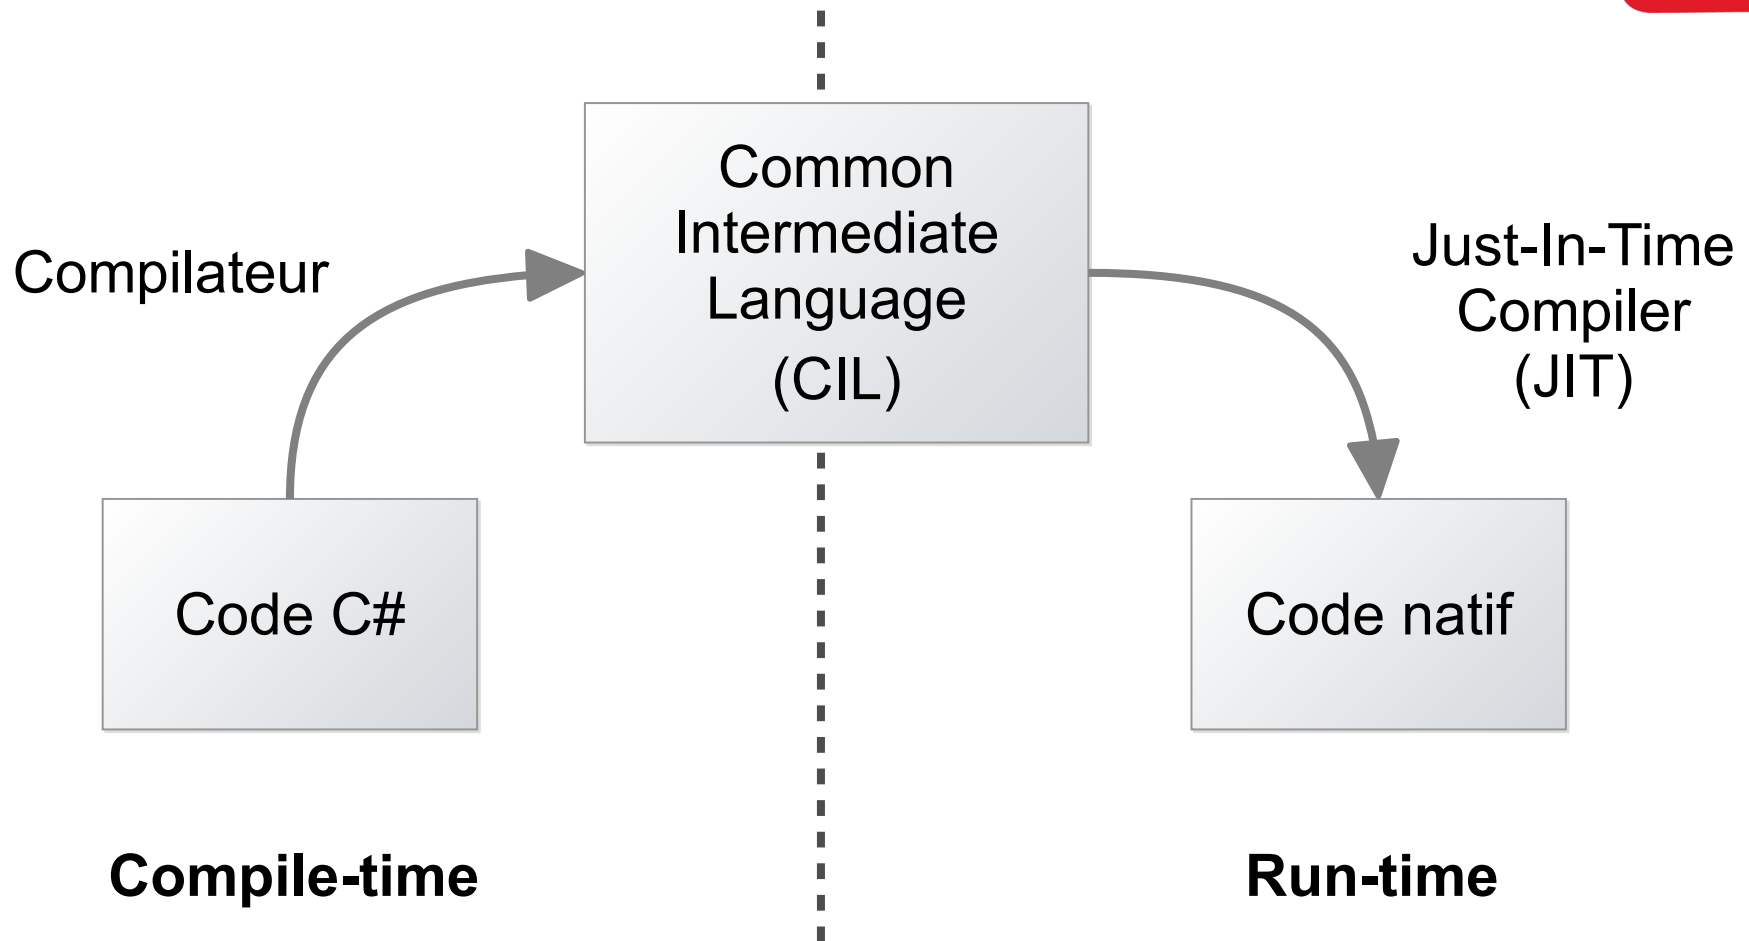 Common
Intermediate
Language
(CIL)
Compilateur
Just-In-Time
Compiler
(JIT)
Code C#
Code natif
Compile-time
Run-time